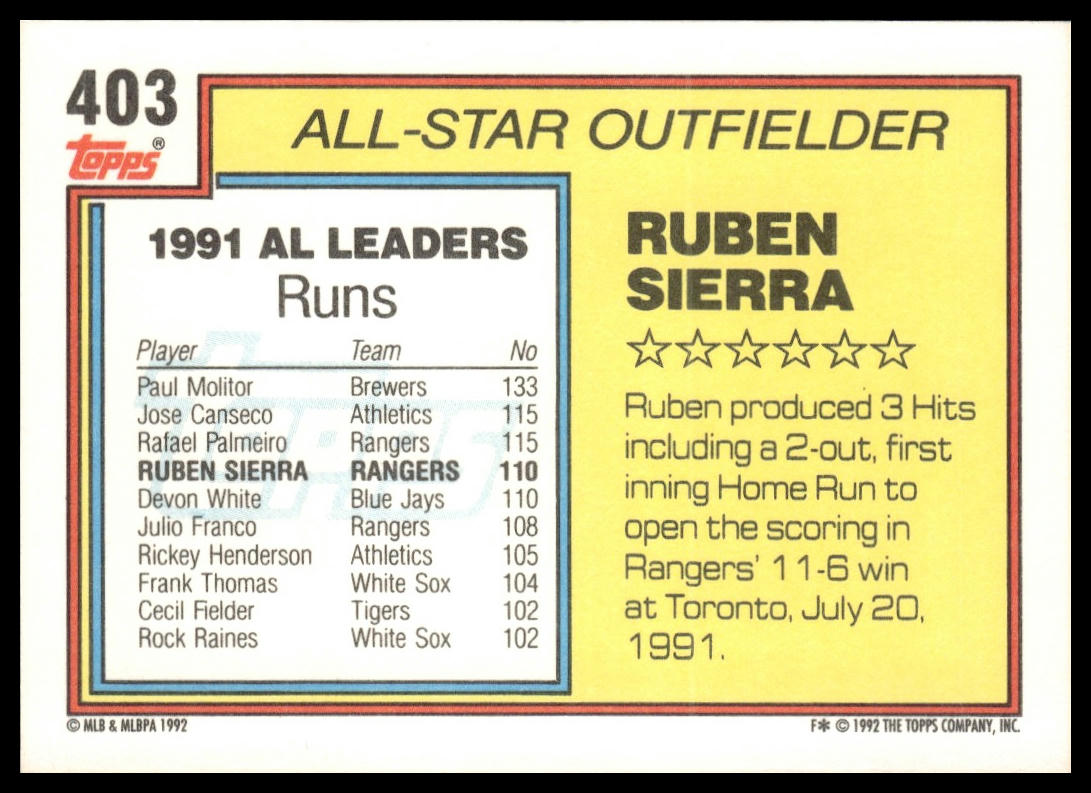 403
topps®
ALL-STAR OUTFIELDER
1991 AL LEADERS
Runs
Player Team No
Paul Molitor Brewers 133
Jose Canseco Athletics 115
Rafael Palmeiro Rangers 115
RUBEN SIERRA RANGERS 110
Devon White Blue Jays 110
Julio Franco Rangers 108
Rickey Henderson Athletics 105
Frank Thomas White Sox 104
Cecil Fielder Tigers 102
Rock Raines White Sox 102
topps
RUBEN
SIERRA
☆☆☆☆☆☆
Ruben produced 3 Hits
including a 2-out, first
inning Home Run to
open the scoring in
Rangers' 11-6 win
at Toronto, July 20,
1991.
© MLB & MLBPA 1992
F* © 1992 THE TOPPS COMPANY, INC.